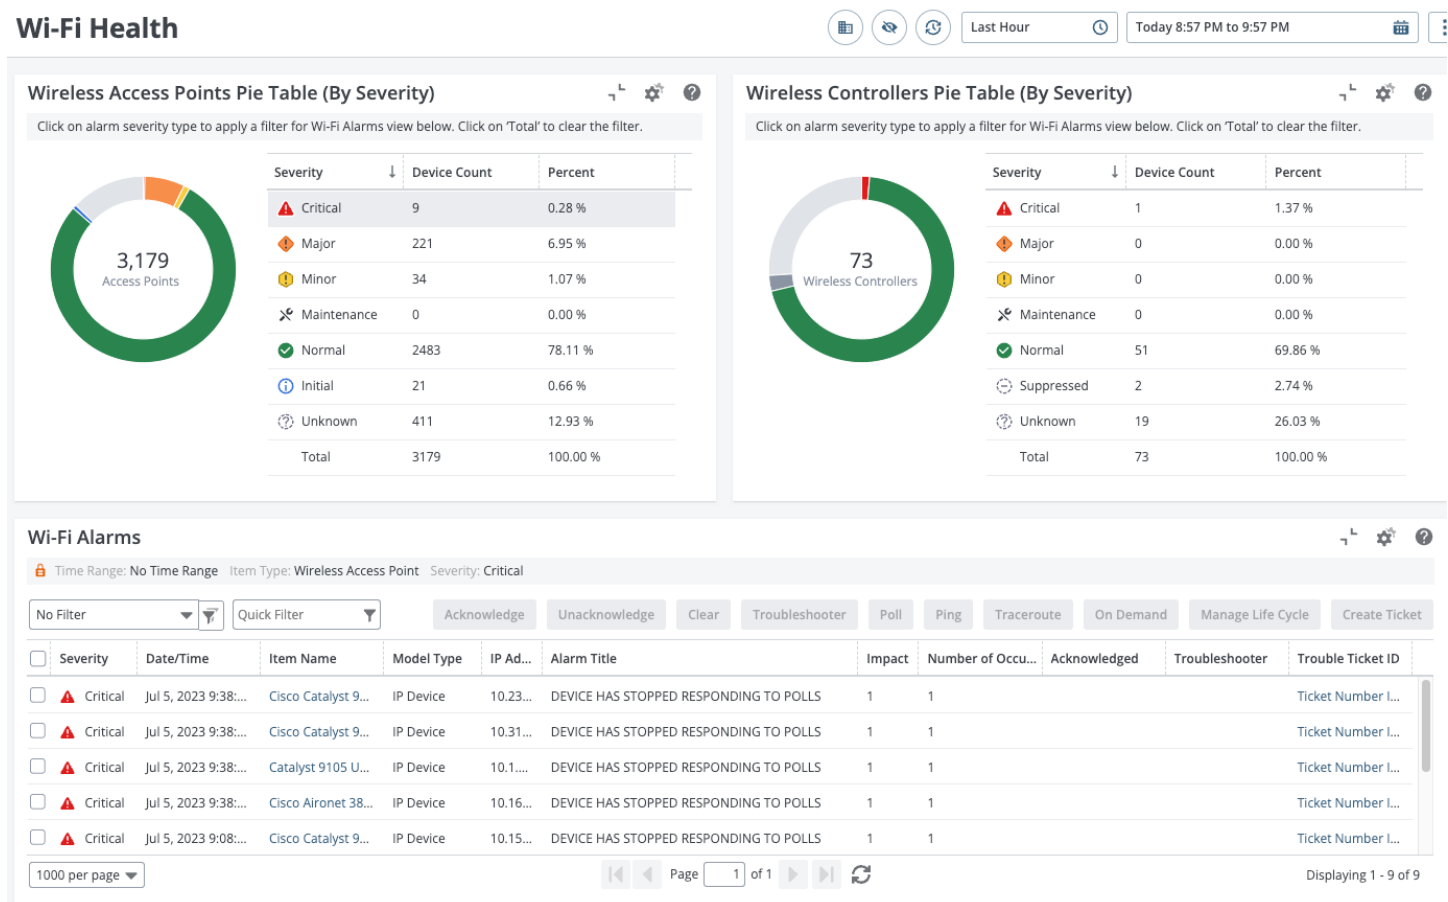 Wi-Fi Health
Last Hour
Today 8:57 PM to 9:57 PM
Wireless Access Points Pie Table (By Severity)
Click on alarm severity type to apply a filter for Wi-Fi Alarms view below. Click on 'Total' to clear the filter.
3,179
Access Points
Severity Device Count Percent
Critical 9 0.28 %
Major 221 6.95 %
Minor 34 1.07 %
Maintenance 0 0.00 %
Normal 2483 78.11 %
Initial 21 0.66 %
Unknown 411 12.93 %
Total 3179 100.00 %
Wireless Controllers Pie Table (By Severity)
Click on alarm severity type to apply a filter for Wi-Fi Alarms view below. Click on 'Total' to clear the filter.
73
Wireless Controllers
Severity Device Count Percent
Critical 1 1.37 %
Major 0 0.00 %
Minor 0 0.00 %
Maintenance 0 0.00 %
Normal 51 69.86 %
Suppressed 2 2.74 %
Unknown 19 26.03 %
Total 73 100.00 %
Wi-Fi Alarms
Time Range: No Time Range Item Type: Wireless Access Point Severity: Critical
No Filter Quick Filter Acknowledge Unacknowledge Clear Troubleshooter Poll Ping Traceroute On Demand Manage Life Cycle Create Ticket
Severity Date/Time Item Name Model Type IP Ad... Alarm Title Impact Number of Occu... Acknowledged Troubleshooter Trouble Ticket ID
Critical Jul 5, 2023 9:38:... Cisco Catalyst 9... IP Device 10.23... DEVICE HAS STOPPED RESPONDING TO POLLS 1 1 Ticket Number I...
Critical Jul 5, 2023 9:38:... Cisco Catalyst 9... IP Device 10.31... DEVICE HAS STOPPED RESPONDING TO POLLS 1 1 Ticket Number I...
Critical Jul 5, 2023 9:38:... Catalyst 9105 U... IP Device 10.1.... DEVICE HAS STOPPED RESPONDING TO POLLS 1 1 Ticket Number I...
Critical Jul 5, 2023 9:38:... Cisco Aironet 38... IP Device 10.16... DEVICE HAS STOPPED RESPONDING TO POLLS 1 1 Ticket Number I...
Critical Jul 5, 2023 9:08:... Cisco Catalyst 9... IP Device 10.15... DEVICE HAS STOPPED RESPONDING TO POLLS 1 1 Ticket Number I...
1000 per page Page 1 of 1 Displaying 1 - 9 of 9